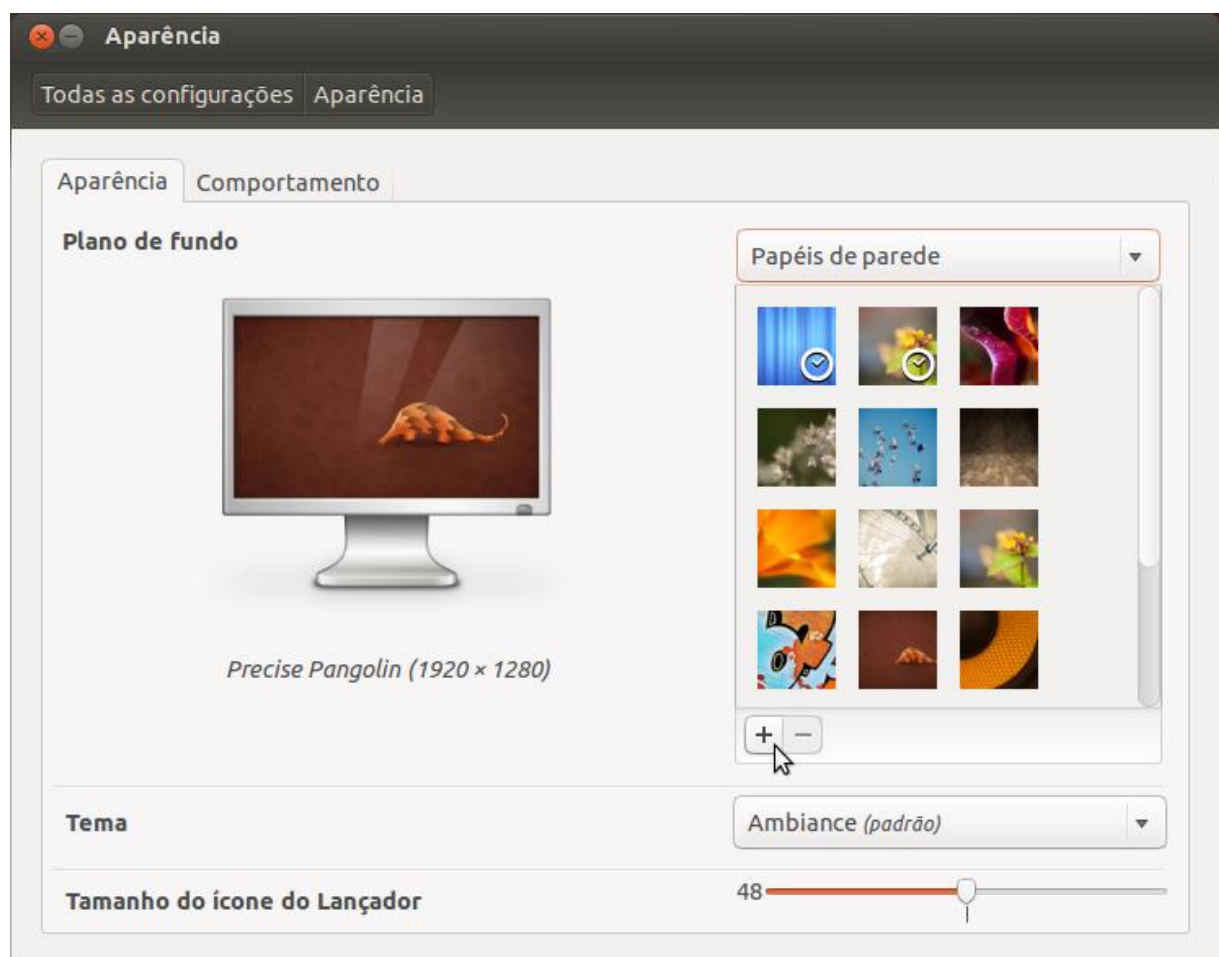 Aparência
Todas as configurações Aparência
Aparência Comportamento
Plano de fundo
Papéis de parede
Precise Pangolin (1920 × 1280)
+ −
Tema
Ambiance (padrão)
Tamanho do ícone do Lançador
48